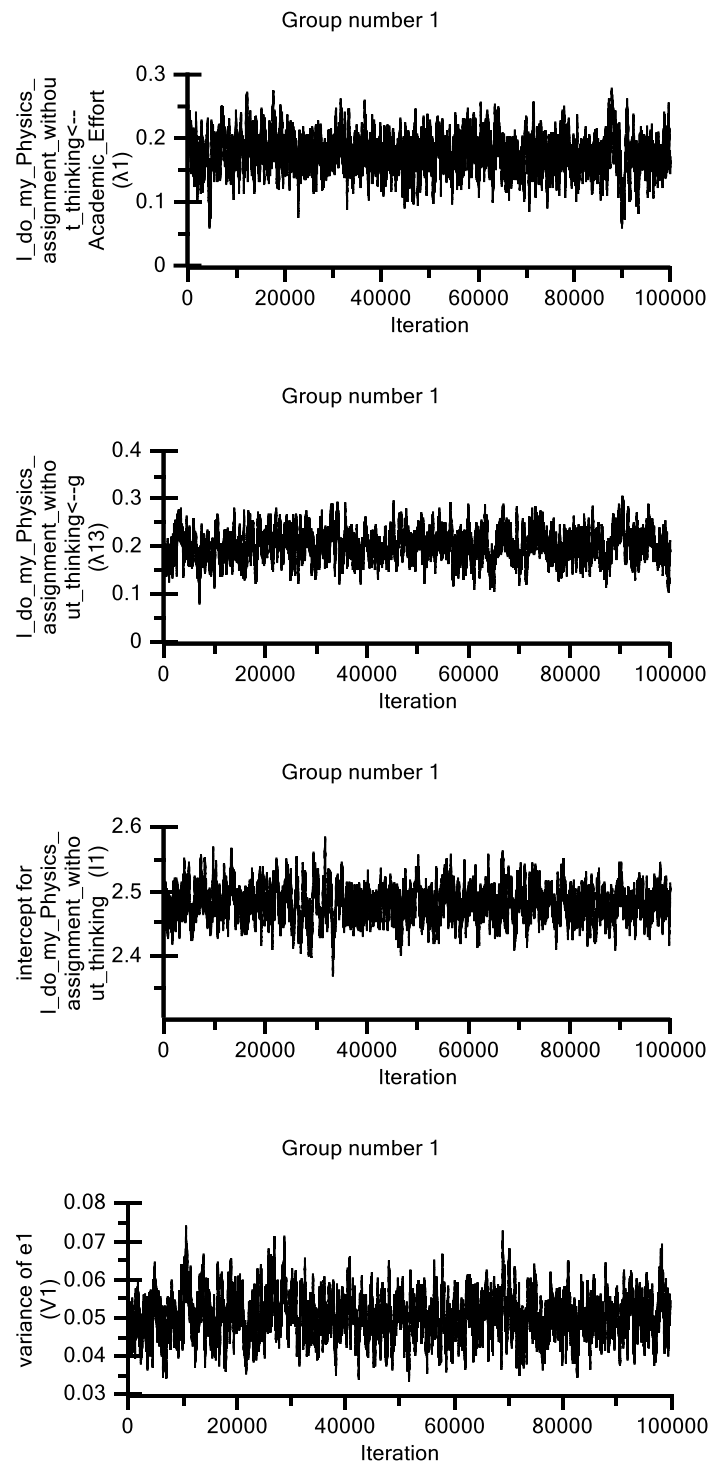 Group number 1
I_do_my_Physics_
assignment_withou
t_thinking<--
Academic_Effort
(λ1)
0.3
0.2
0.1
0
0 20000 40000 60000 80000 100000
Iteration
Group number 1
I_do_my_Physics_
assignment_witho
ut_thinking<--g
(λ13)
0.4
0.3
0.2
0.1
0
0 20000 40000 60000 80000 100000
Iteration
Group number 1
intercept for
I_do_my_Physics_
assignment_witho
ut_thinking (I1)
2.6
2.5
2.4
0 20000 40000 60000 80000 100000
Iteration
Group number 1
variance of e1
(V1)
0.08
0.07
0.06
0.05
0.04
0.03
0 20000 40000 60000 80000 100000
Iteration